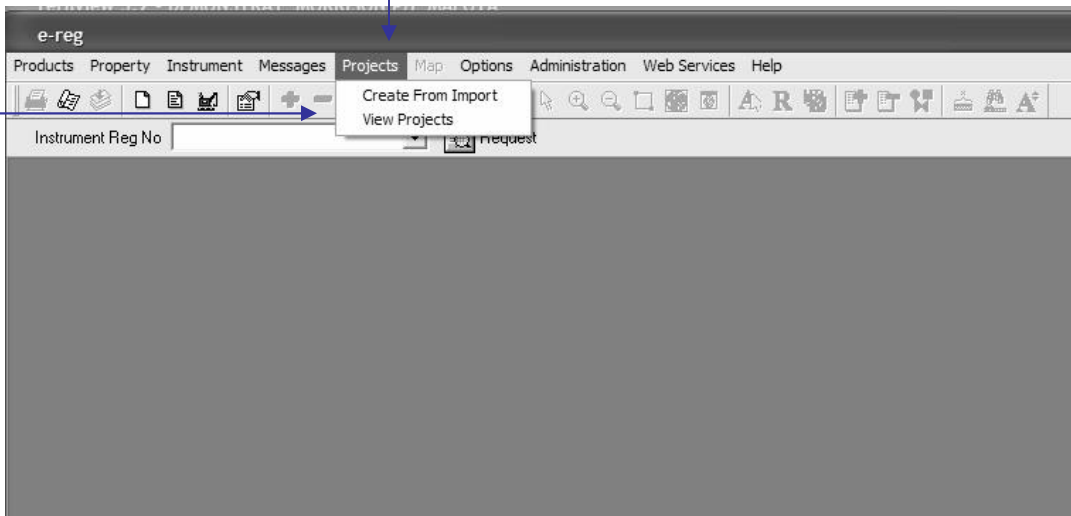 e-reg
Products Property Instrument Messages Projects Map Options Administration Web Services Help
Create From Import
View Projects
Instrument Reg No
Request